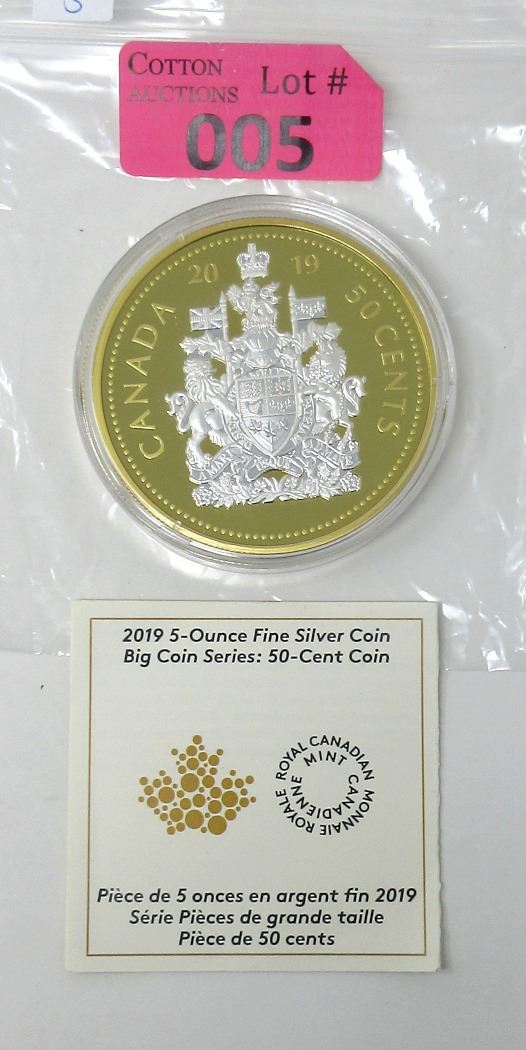 COTTON
AUCTIONS
Lot #
005
20 19
CANADA
50 CENTS
2019 5-Ounce Fine Silver Coin
Big Coin Series: 50-Cent Coin
ROYAL CANADIAN MINT
MONNAIE ROYALE CANADIENNE
Pièce de 5 onces en argent fin 2019
Série Pièces de grande taille
Pièce de 50 cents